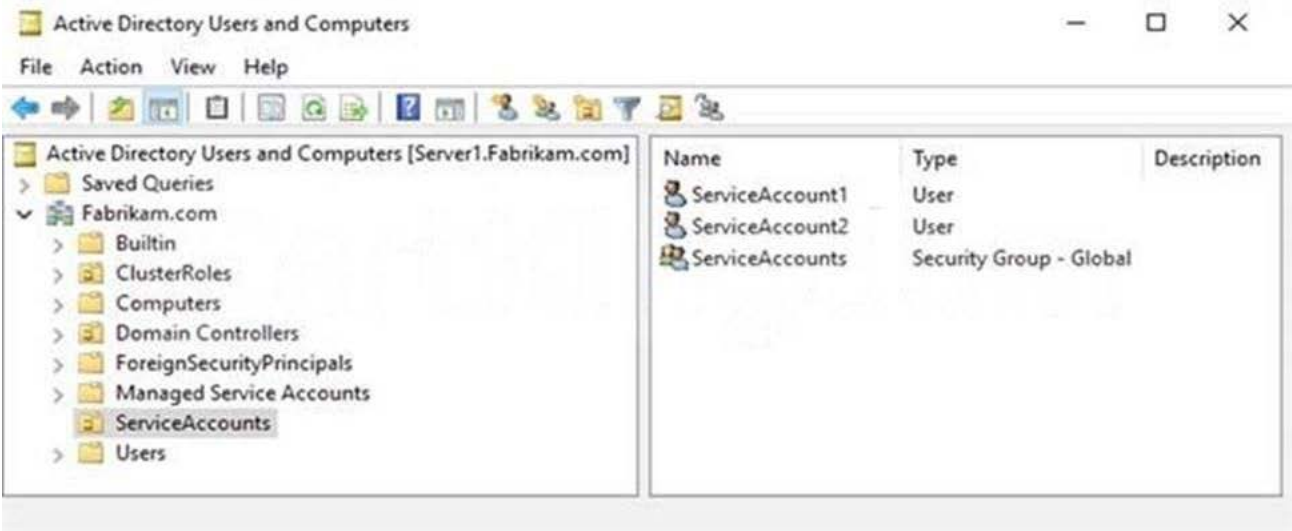 Active Directory Users and Computers
File Action View Help
Active Directory Users and Computers [Server1.Fabrikam.com]
Saved Queries
Fabrikam.com
Builtin
ClusterRoles
Computers
Domain Controllers
ForeignSecurityPrincipals
Managed Service Accounts
ServiceAccounts
Users
Name Type Description
ServiceAccount1 User
ServiceAccount2 User
ServiceAccounts Security Group - Global